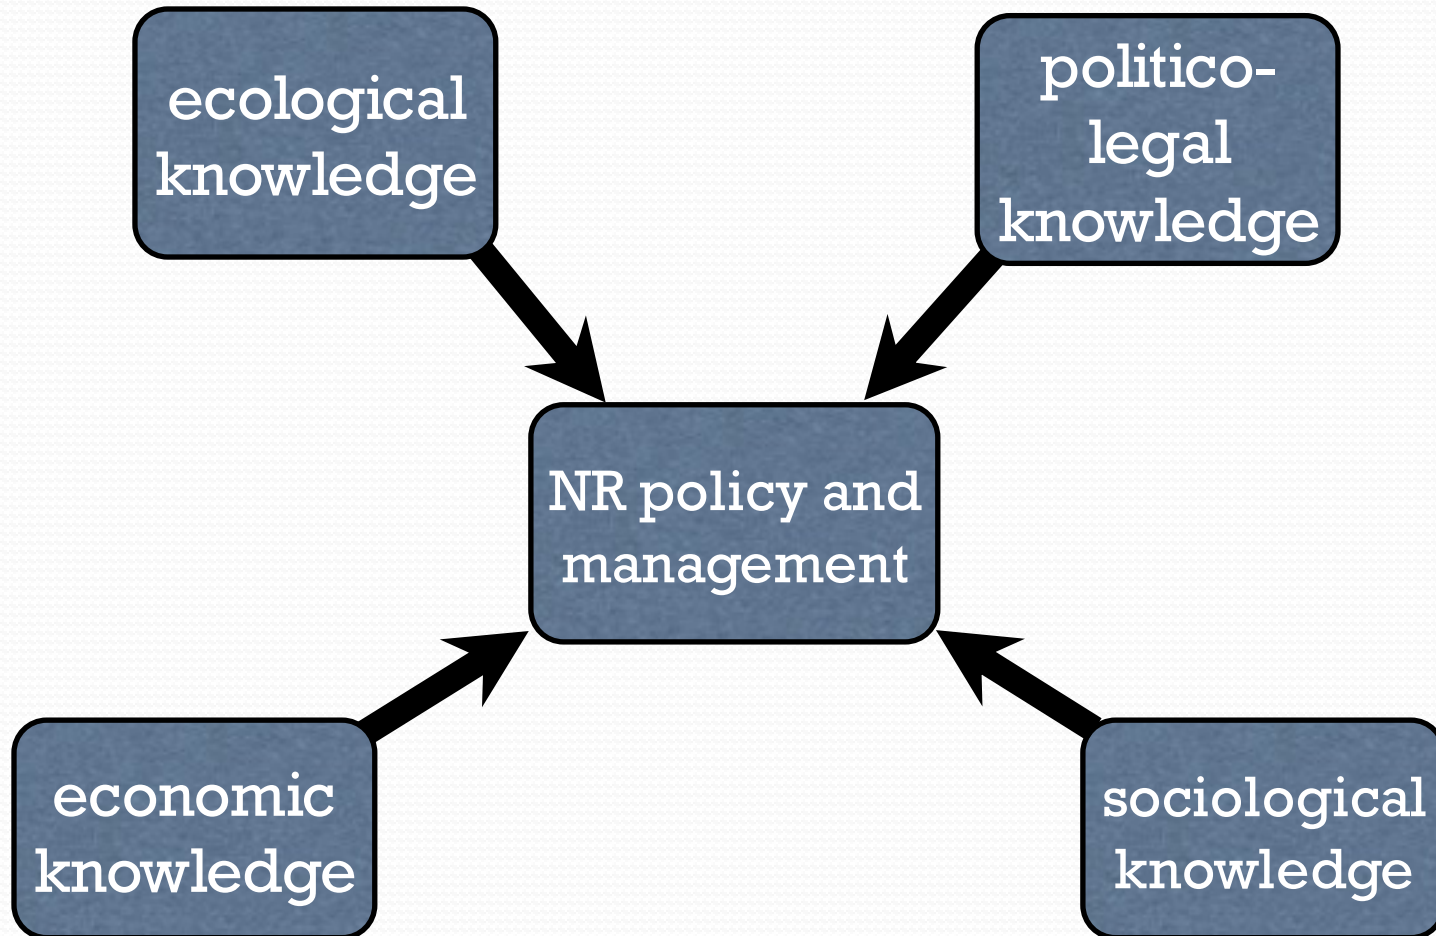 ecological
knowledge
politico-
legal
knowledge
NR policy and
management
economic
knowledge
sociological
knowledge